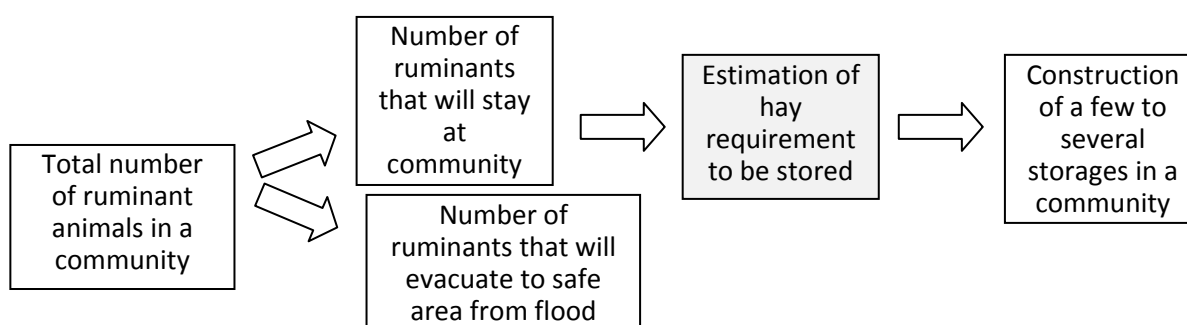 Total number
of ruminant
animals in a
community
Number of
ruminants
that will stay
at
community
Number of
ruminants that will
evacuate to safe
area from flood
Estimation of
hay
requirement
to be stored
Construction
of a few to
several
storages in a
community